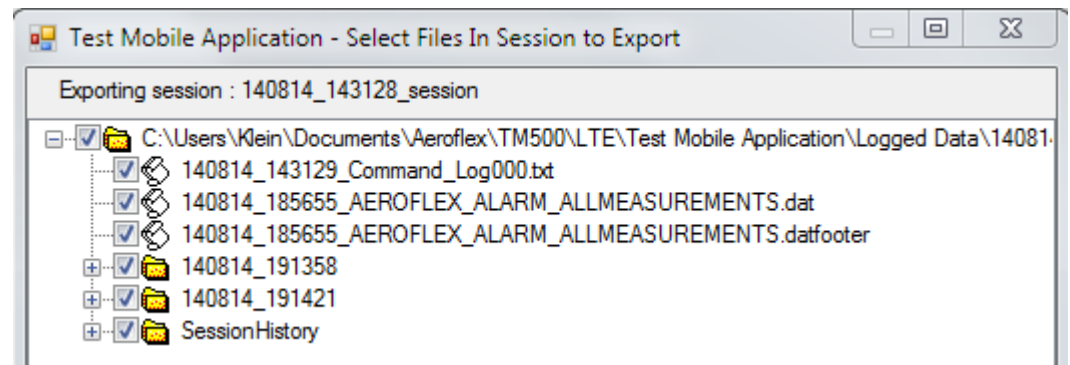 Test Mobile Application - Select Files In Session to Export
Exporting session : 140814_143128_session
C:\Users\Klein\Documents\Aeroflex\TM500\LTE\Test Mobile Application\Logged Data\14081
140814_143129_Command_Log000.txt
140814_185655_AEROFLEX_ALARM_ALLMEASUREMENTS.dat
140814_185655_AEROFLEX_ALARM_ALLMEASUREMENTS.datfooter
140814_191358
140814_191421
SessionHistory